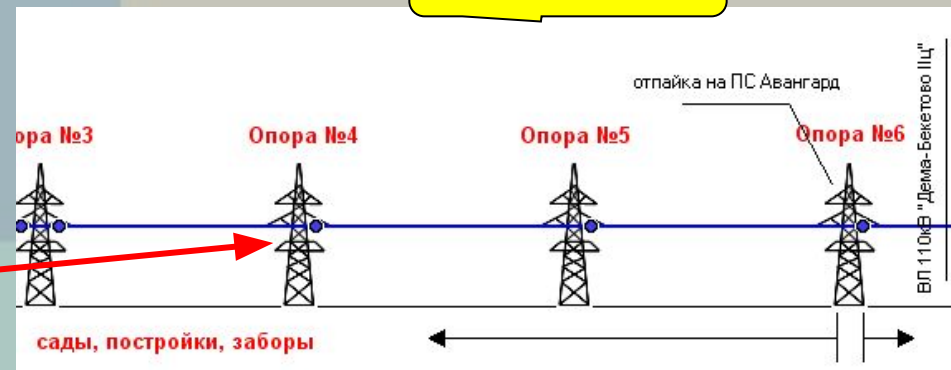 отпайка на ПС Авангард
ора №3
Опора №4
Опора №5
Опора №6
ВЛ 110кВ "Дема-Бекетово IIц"
сады, постройки, заборы